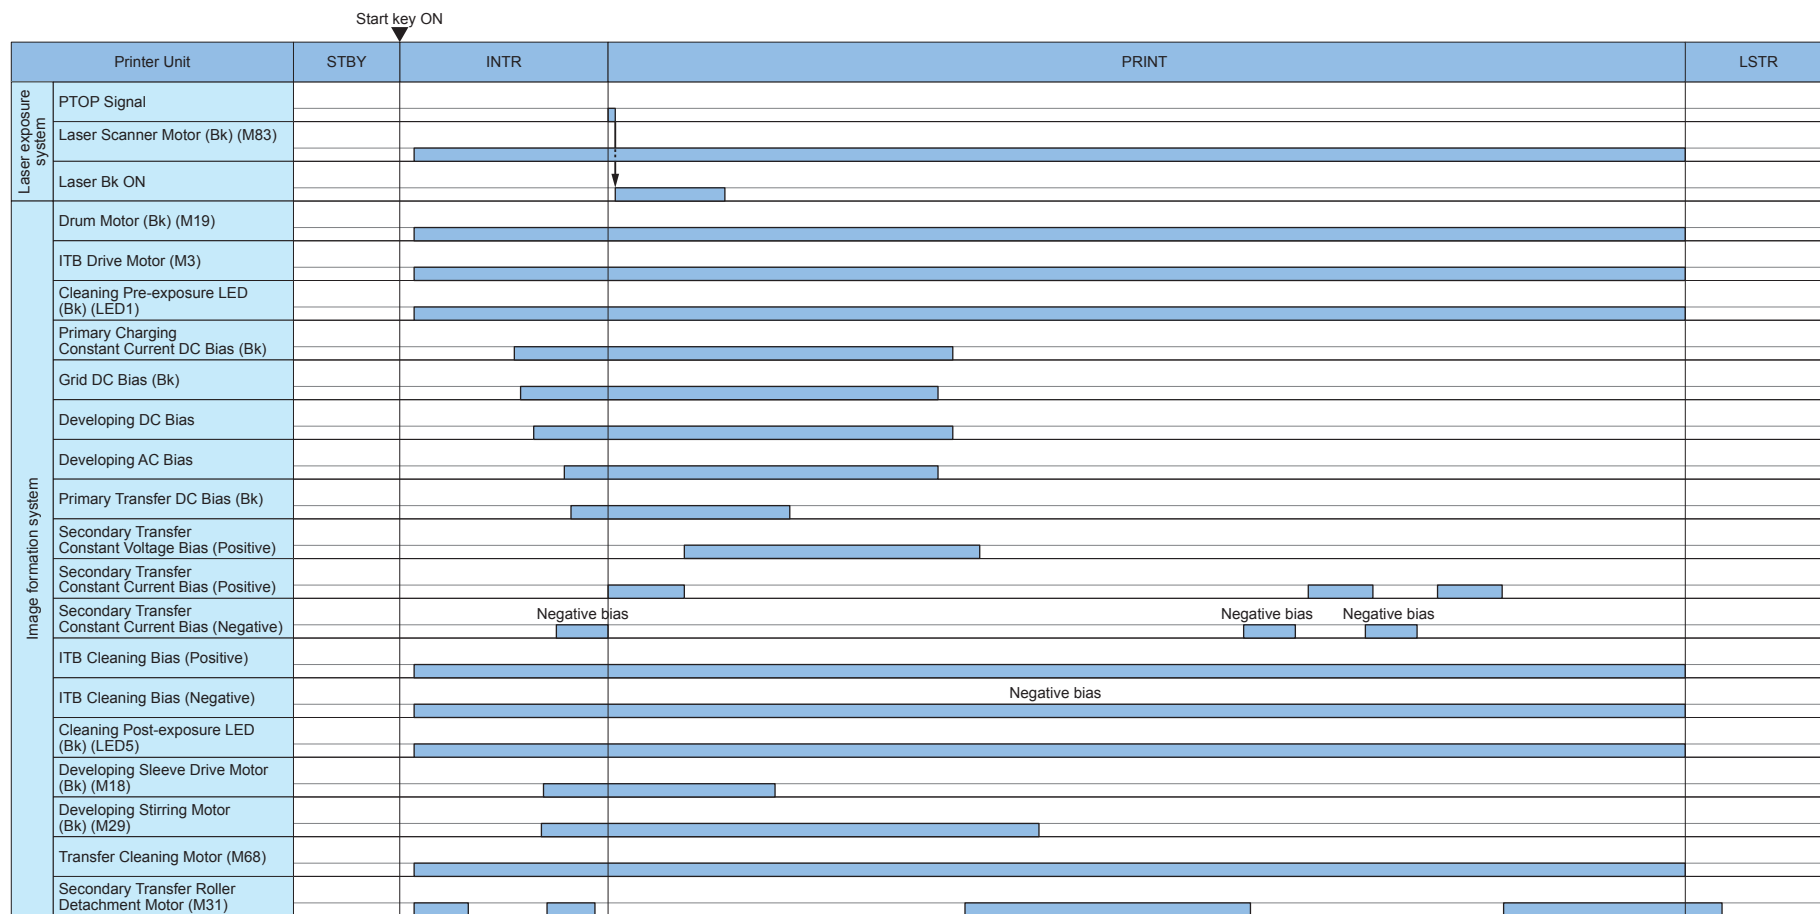 Start key ON
Printer Unit STBY INTR PRINT LSTR
Laser exposure
system
PTOP Signal
Laser Scanner Motor (Bk) (M83)
Laser Bk ON
Image formation system
Drum Motor (Bk) (M19)
ITB Drive Motor (M3)
Cleaning Pre-exposure LED
(Bk) (LED1)
Primary Charging
Constant Current DC Bias (Bk)
Grid DC Bias (Bk)
Developing DC Bias
Developing AC Bias
Primary Transfer DC Bias (Bk)
Secondary Transfer
Constant Voltage Bias (Positive)
Secondary Transfer
Constant Current Bias (Positive)
Secondary Transfer
Constant Current Bias (Negative)
Negative bias Negative bias Negative bias
ITB Cleaning Bias (Positive)
ITB Cleaning Bias (Negative)
Negative bias
Cleaning Post-exposure LED
(Bk) (LED5)
Developing Sleeve Drive Motor
(Bk) (M18)
Developing Stirring Motor
(Bk) (M29)
Transfer Cleaning Motor (M68)
Secondary Transfer Roller
Detachment Motor (M31)